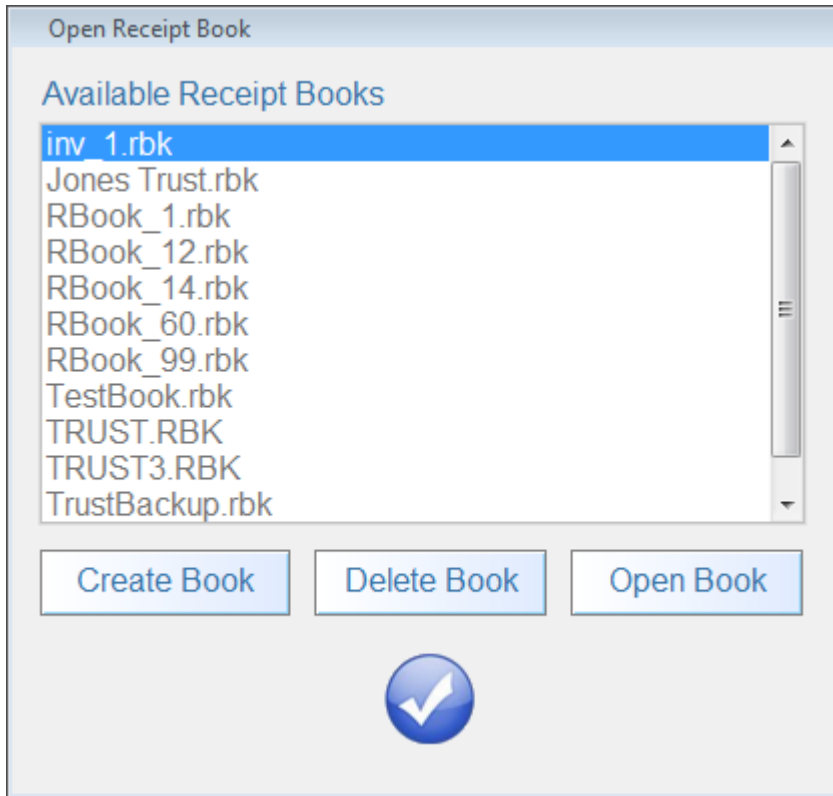 Open Receipt Book
Available Receipt Books
inv_1.rbk
Jones Trust.rbk
RBook_1.rbk
RBook_12.rbk
RBook_14.rbk
RBook_60.rbk
RBook_99.rbk
TestBook.rbk
TRUST.RBK
TRUST3.RBK
TrustBackup.rbk
Create Book Delete Book Open Book